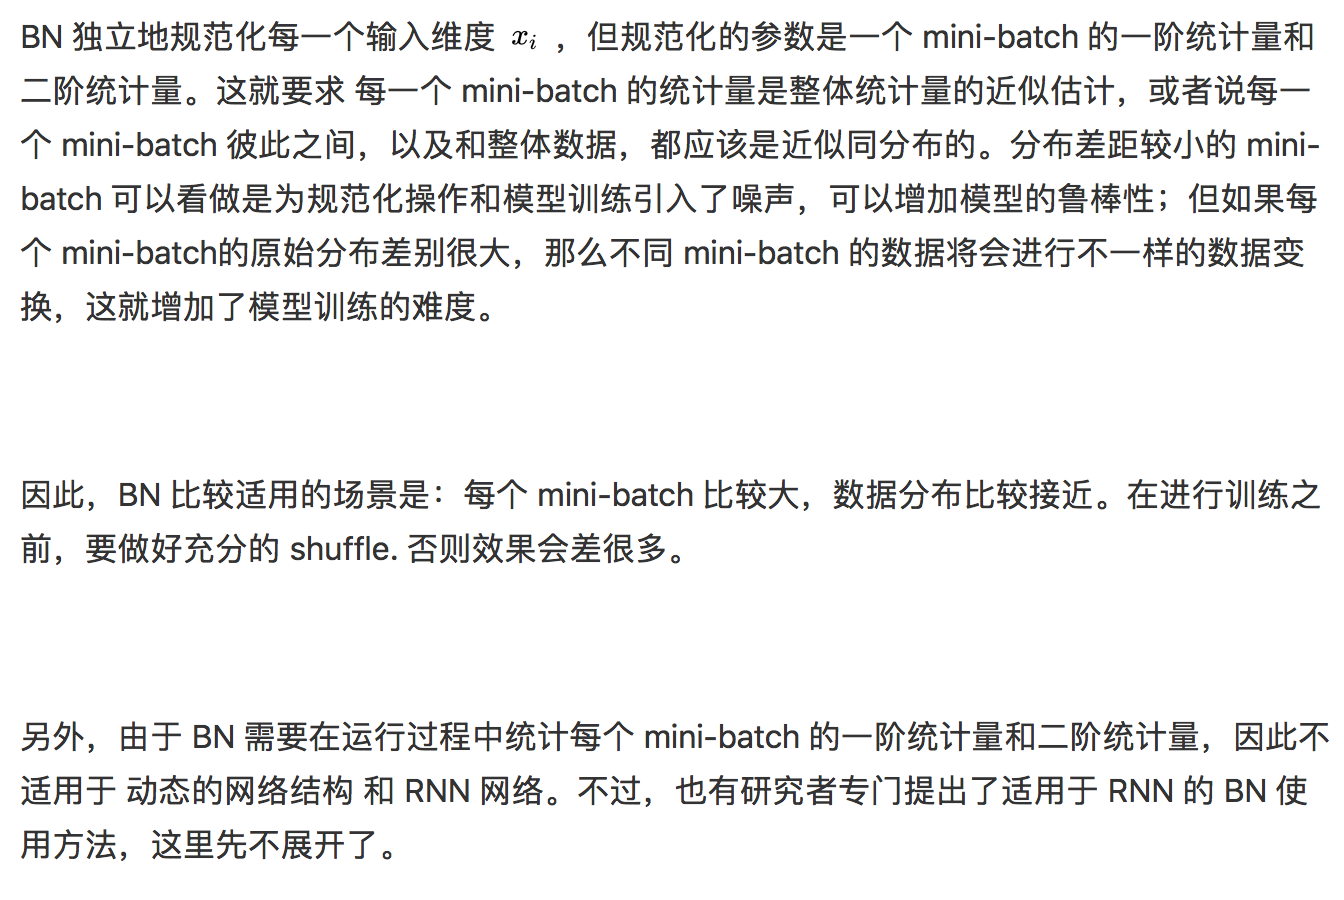 BN 独立地规范化每一个输入维度 xᵢ ，但规范化的参数是一个 mini-batch 的一阶统计量和
二阶统计量。这就要求 每一个 mini-batch 的统计量是整体统计量的近似估计，或者说每一
个 mini-batch 彼此之间，以及和整体数据，都应该是近似同分布的。分布差距较小的 mini-
batch 可以看做是为规范化操作和模型训练引入了噪声，可以增加模型的鲁棒性；但如果每
个 mini-batch的原始分布差别很大，那么不同 mini-batch 的数据将会进行不一样的数据变
换，这就增加了模型训练的难度。
因此，BN 比较适用的场景是：每个 mini-batch 比较大，数据分布比较接近。在进行训练之
前，要做好充分的 shuffle. 否则效果会差很多。
另外，由于 BN 需要在运行过程中统计每个 mini-batch 的一阶统计量和二阶统计量，因此不
适用于 动态的网络结构 和 RNN 网络。不过，也有研究者专门提出了适用于 RNN 的 BN 使
用方法，这里先不展开了。